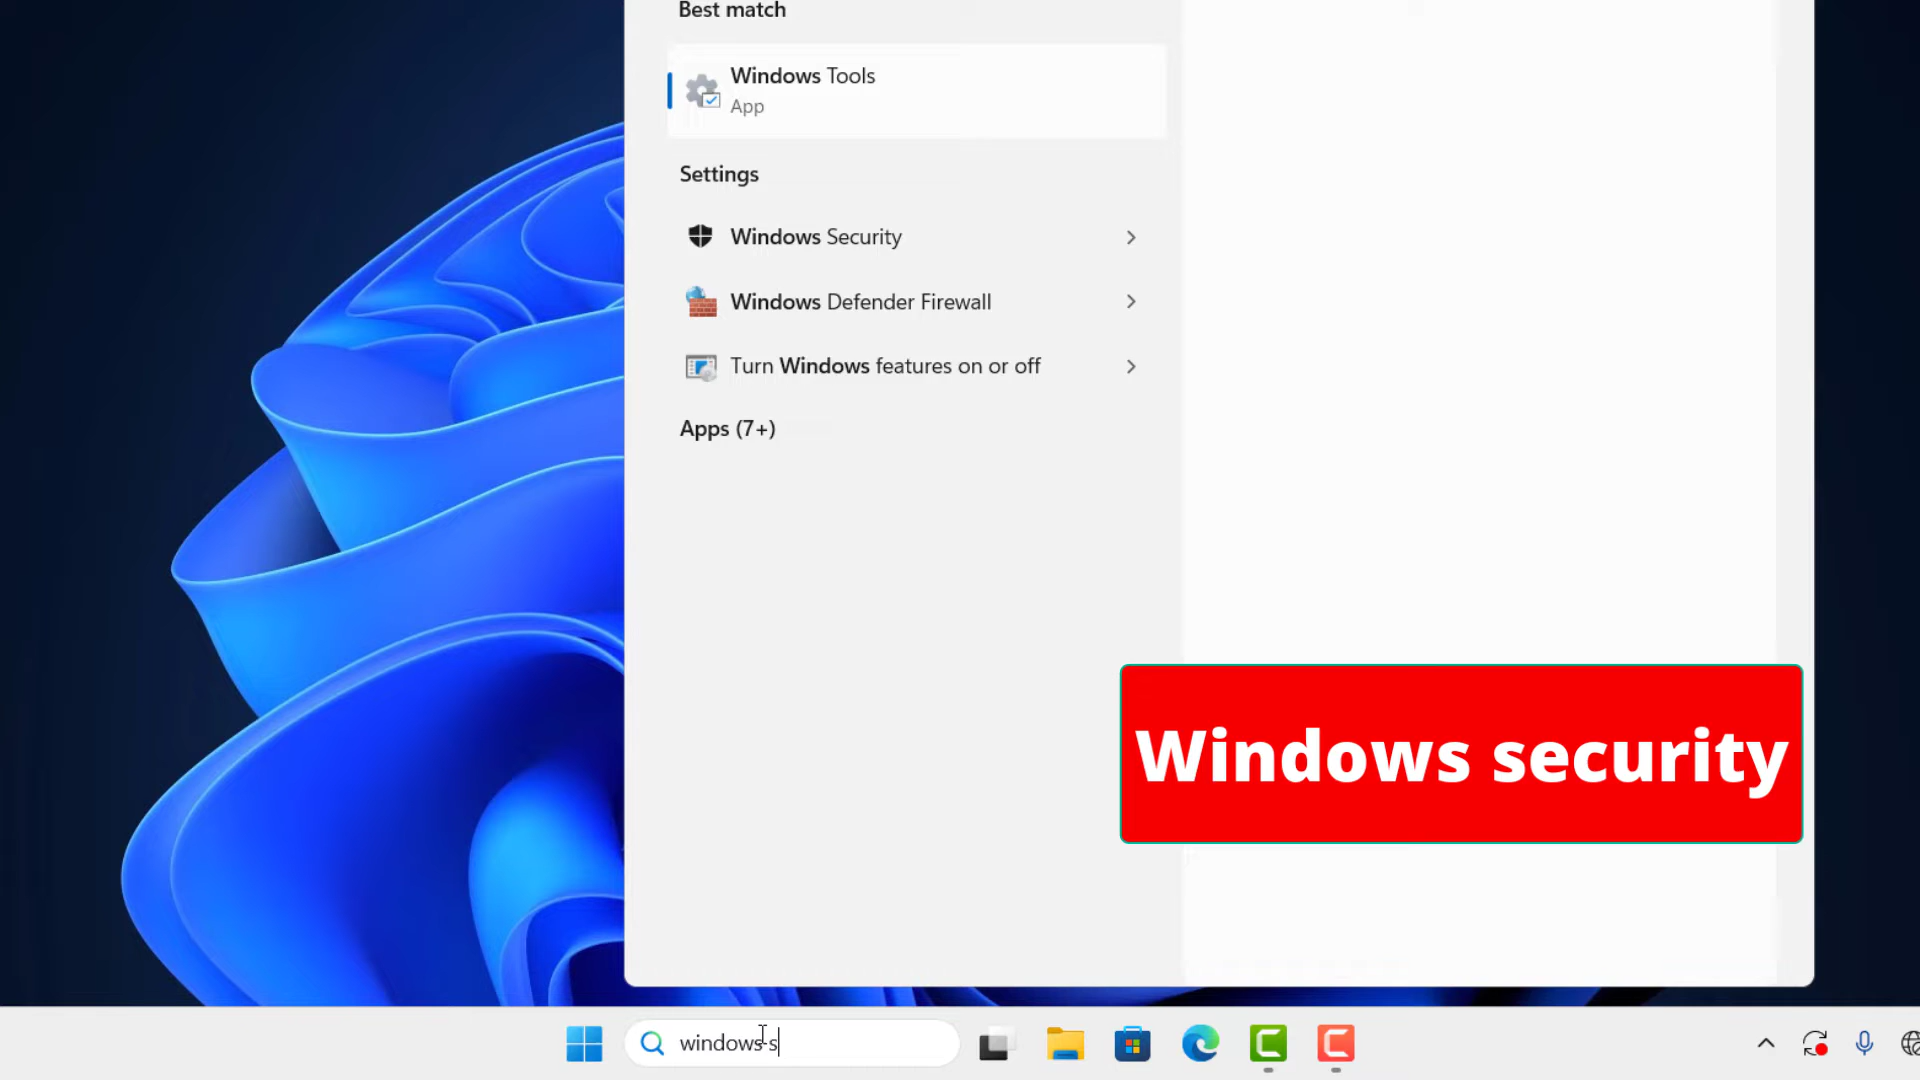 Best match
Windows Tools
App
Settings
Windows Security
Windows Defender Firewall
Turn Windows features on or off
Apps (7+)
Windows security
windows s